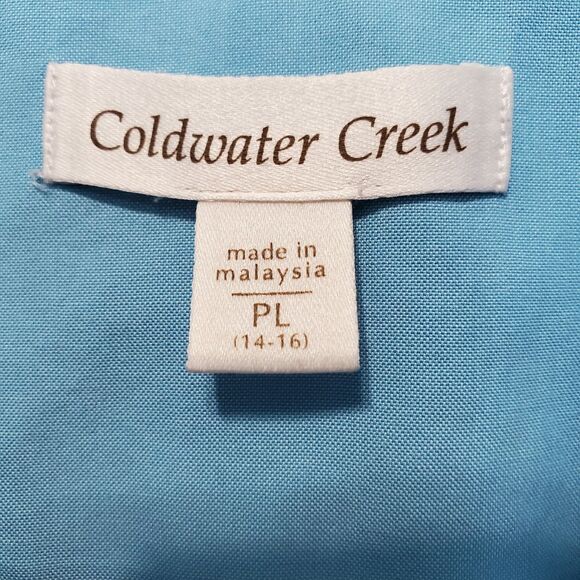 Coldwater Creek
made in
malaysia
PL
(14-16)